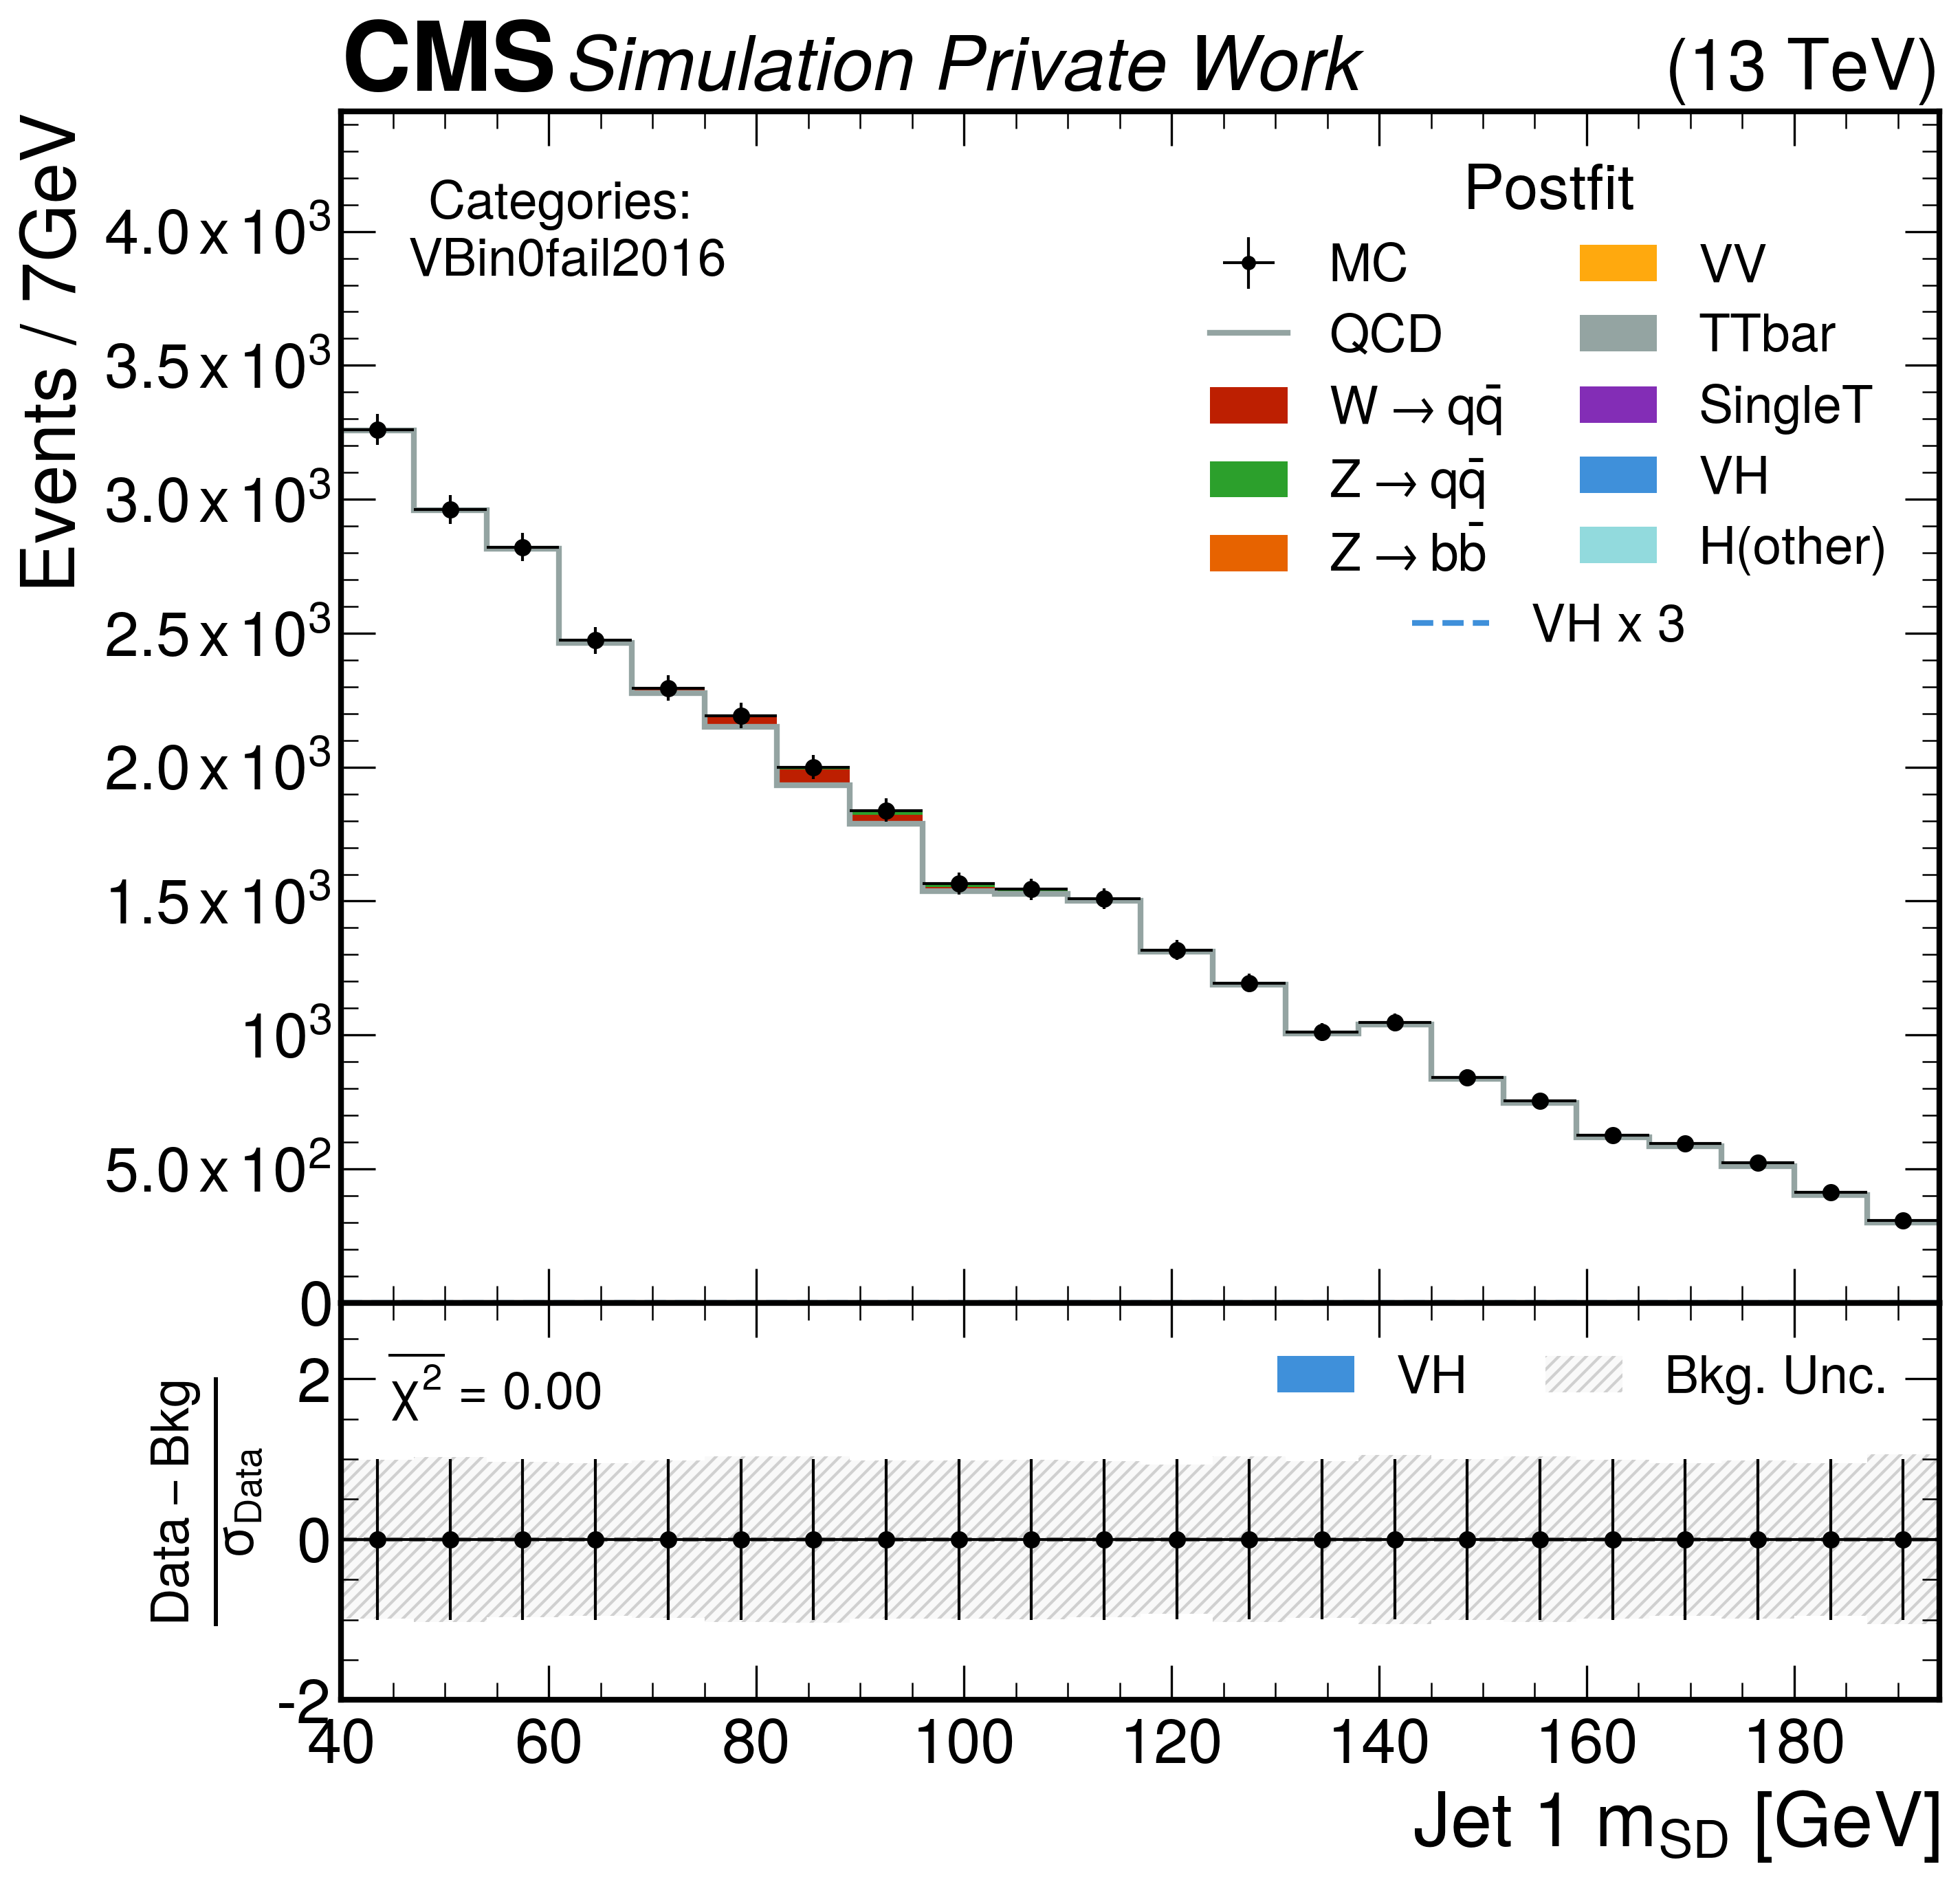 CMS Simulation Private Work (13 TeV)
Events / 7GeV
Categories:
VBin0fail2016
Postfit
MC
QCD
W → qq̄
Z → qq̄
Z → bb̄
VV
TTbar
SingleT
VH
H(other)
VH x 3
4.0 x 10³
3.5 x 10³
3.0 x 10³
2.5 x 10³
2.0 x 10³
1.5 x 10³
10³
5.0 x 10²
0
Data – Bkg
σ_Data
χ² = 0.00
VH
Bkg. Unc.
2
0
-2
40 60 80 100 120 140 160 180
Jet 1 m_SD [GeV]